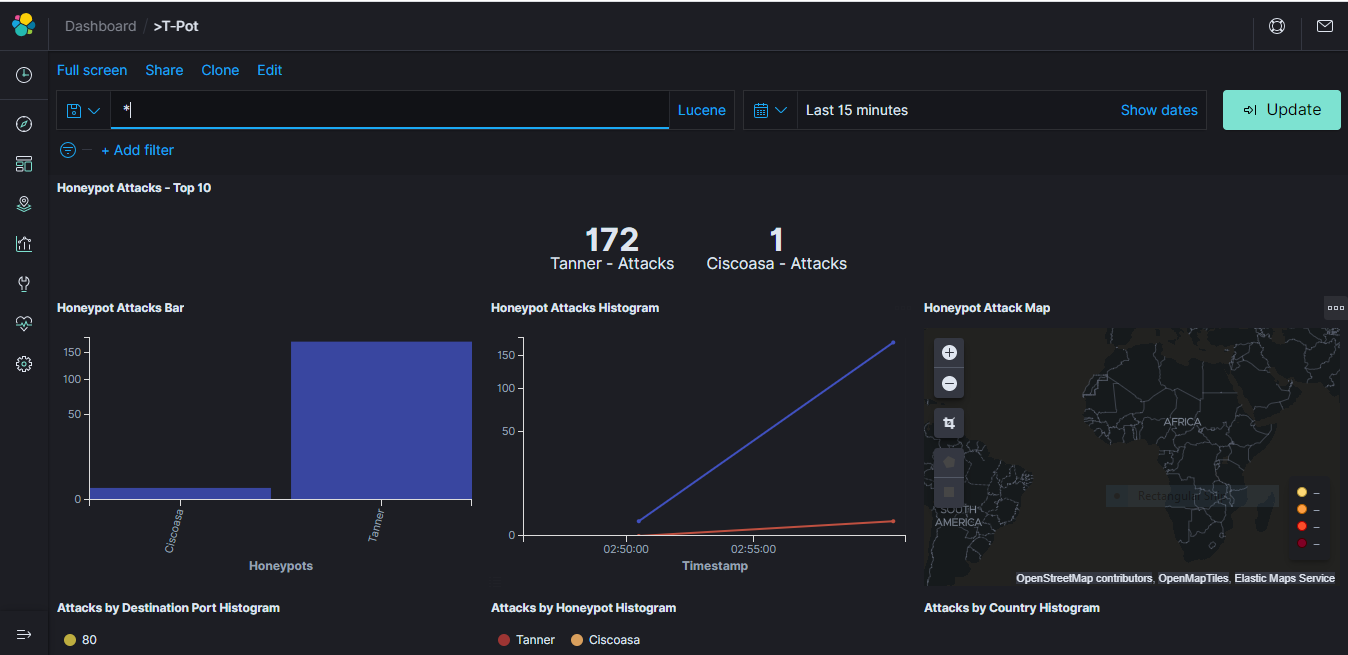 Dashboard / >T-Pot
Full screen Share Clone Edit
* Lucene Last 15 minutes Show dates Update
+ Add filter
Honeypot Attacks - Top 10
172 1
Tanner - Attacks Ciscoasa - Attacks
Honeypot Attacks Bar
150
100
50
0
Ciscoasa Tanner
Honeypots
Honeypot Attacks Histogram
150
100
50
0
02:50:00 02:55:00
Timestamp
Honeypot Attack Map
AFRICA
SOUTH
AMERICA
–
–
–
–
OpenStreetMap contributors, OpenMapTiles, Elastic Maps Service
Attacks by Destination Port Histogram
80
Attacks by Honeypot Histogram
Tanner Ciscoasa
Attacks by Country Histogram